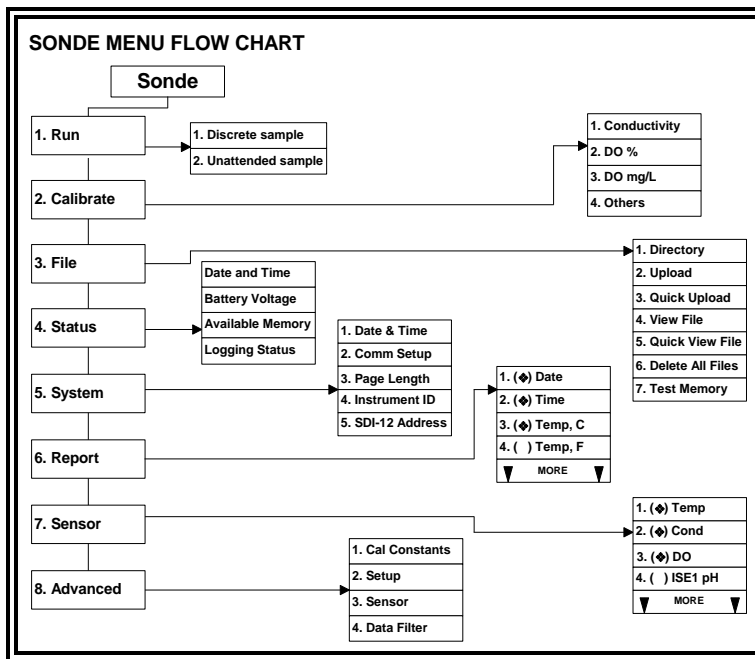 SONDE MENU FLOW CHART
Sonde
1. Run
1. Discrete sample
2. Unattended sample
2. Calibrate
1. Conductivity
2. DO %
3. DO mg/L
4. Others
3. File
1. Directory
2. Upload
3. Quick Upload
4. View File
5. Quick View File
6. Delete All Files
7. Test Memory
4. Status
Date and Time
Battery Voltage
Available Memory
Logging Status
5. System
1. Date & Time
2. Comm Setup
3. Page Length
4. Instrument ID
5. SDI-12 Address
6. Report
1. (❖) Date
2. (❖) Time
3. (❖) Temp, C
4. ( ) Temp, F
MORE
7. Sensor
1. (❖) Temp
2. (❖) Cond
3. (❖) DO
4. ( ) ISE1 pH
MORE
8. Advanced
1. Cal Constants
2. Setup
3. Sensor
4. Data Filter